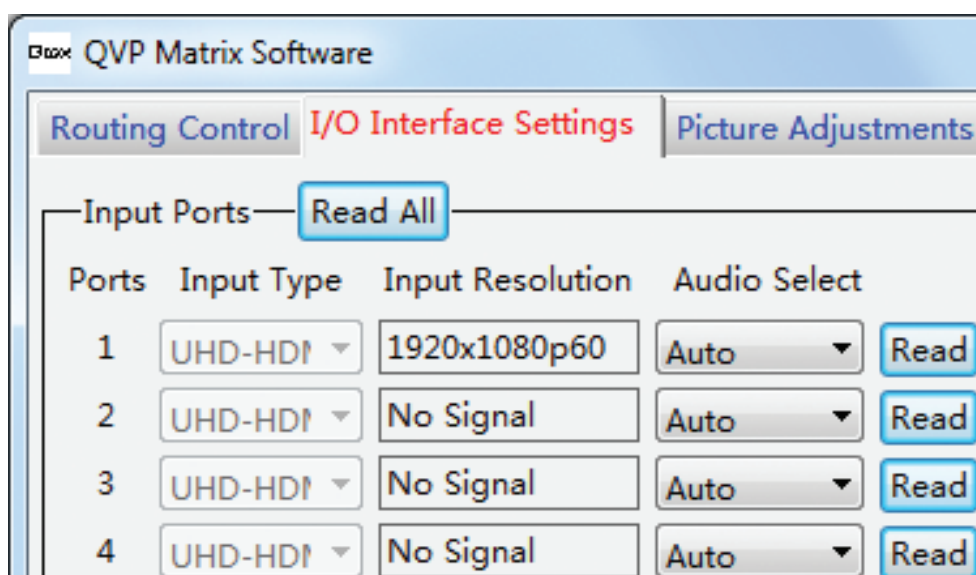 QVP Matrix Software
Routing Control I/O Interface Settings Picture Adjustments
Input Ports Read All
Ports Input Type Input Resolution Audio Select
1 1920x1080p60 Auto Read
2 No Signal Auto Read
3 No Signal Auto Read
4 No Signal Auto Read